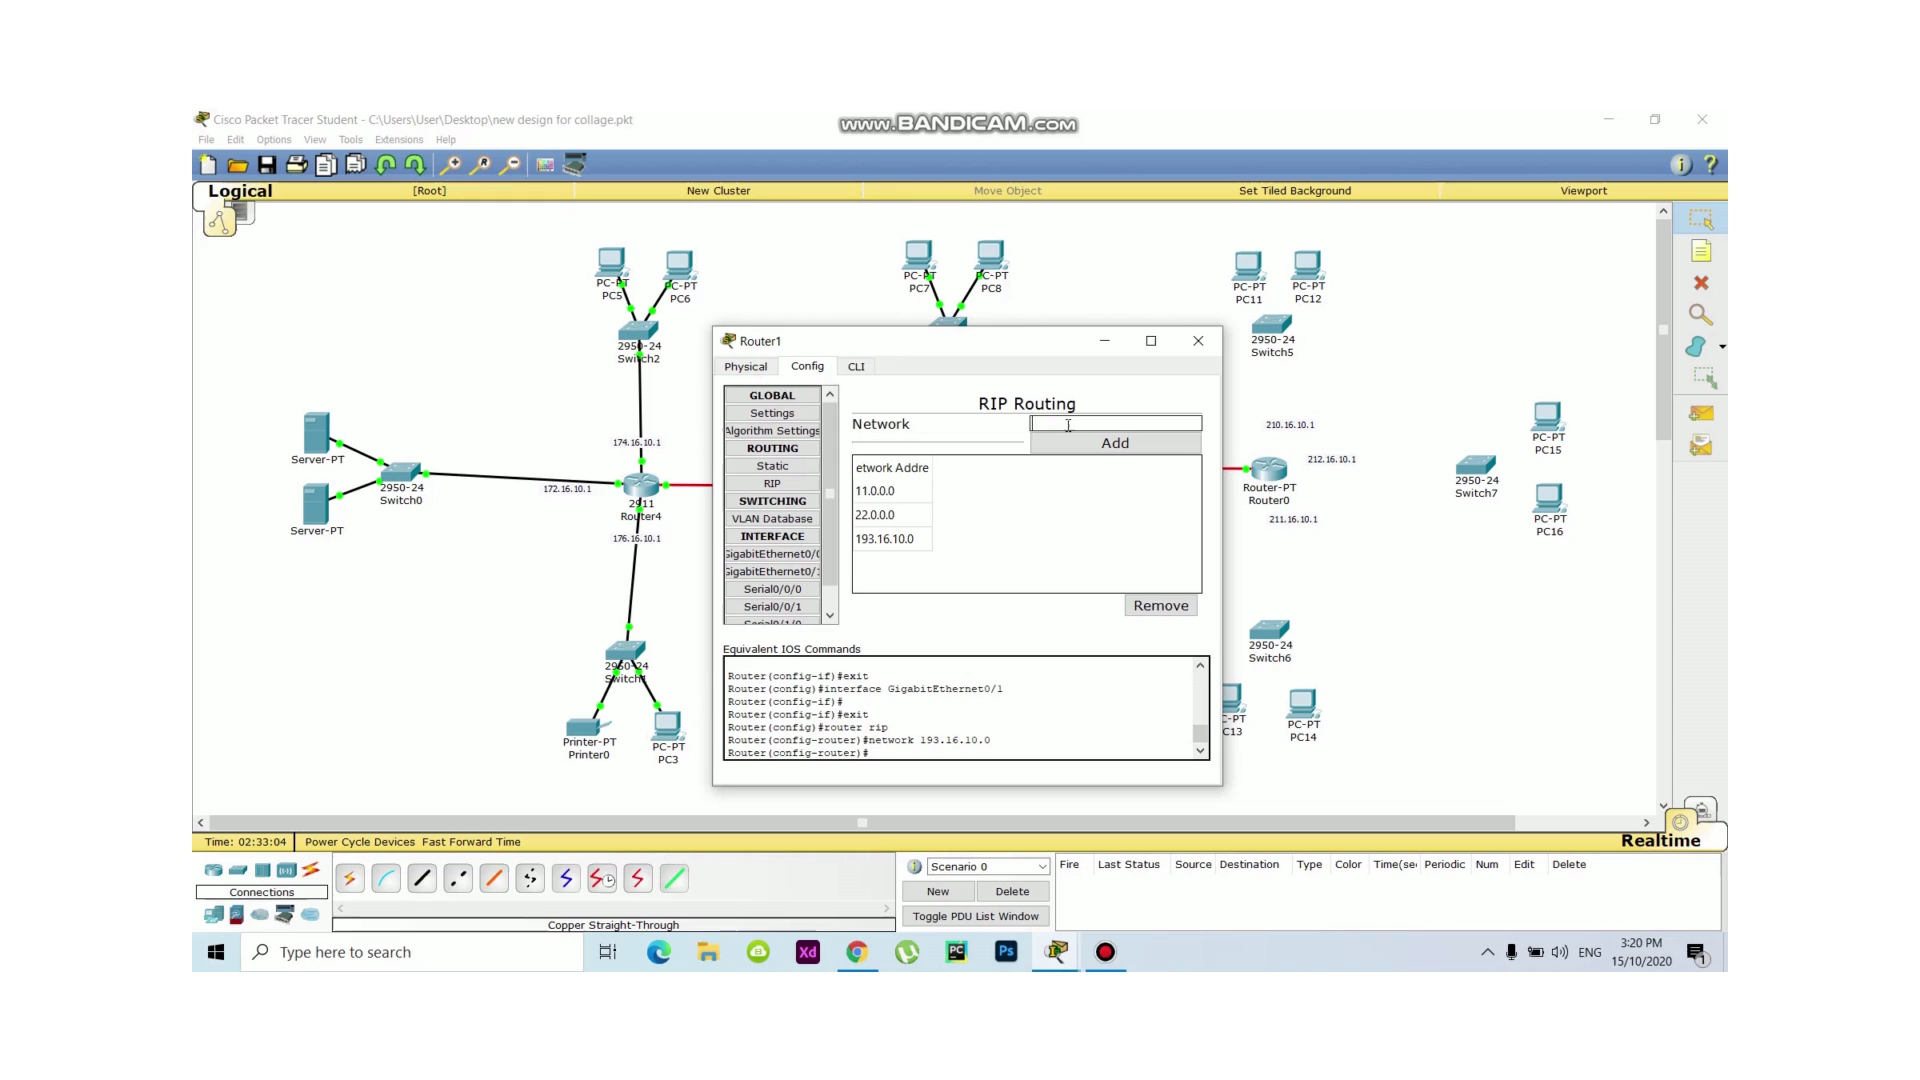 Cisco Packet Tracer Student - C:\Users\User\Desktop\new design for collage.pkt
www.BANDICAM.com
File Edit Options View Tools Extensions Help
Logical [Root] New Cluster Move Object Set Tiled Background Viewport
PC-PT
PC5
PC-PT
PC6
PC-PT
PC7
PC-PT
PC8
PC-PT
PC11
PC-PT
PC12
2950-24
Switch2
2950-24
Switch5
Server-PT
Server-PT
2950-24
Switch0
174.16.10.1
172.16.10.1
2911
Router4
176.16.10.1
2950-24
Switch1
Printer-PT
Printer0
PC-PT
PC3
210.16.10.1
212.16.10.1
Router-PT
Router0
211.16.10.1
2950-24
Switch7
PC-PT
PC15
PC-PT
PC16
2950-24
Switch6
C-PT
C13
PC-PT
PC14
Router1
Physical Config CLI
GLOBAL
Settings
Algorithm Settings
ROUTING
Static
RIP
SWITCHING
VLAN Database
INTERFACE
GigabitEthernet0/0
GigabitEthernet0/1
Serial0/0/0
Serial0/0/1
Serial0/1/0
RIP Routing
Network
Add
etwork Addre
11.0.0.0
22.0.0.0
193.16.10.0
Remove
Equivalent IOS Commands
Router(config-if)#exit
Router(config)#interface GigabitEthernet0/1
Router(config-if)#
Router(config-if)#exit
Router(config)#router rip
Router(config-router)#network 193.16.10.0
Router(config-router)#
Time: 02:33:04 Power Cycle Devices Fast Forward Time
Realtime
Connections
Copper Straight-Through
Scenario 0
New Delete
Toggle PDU List Window
Fire Last Status Source Destination Type Color Time(sec Periodic Num Edit Delete
Type here to search
Xd
PC
Ps
ENG
3:20 PM
15/10/2020
1